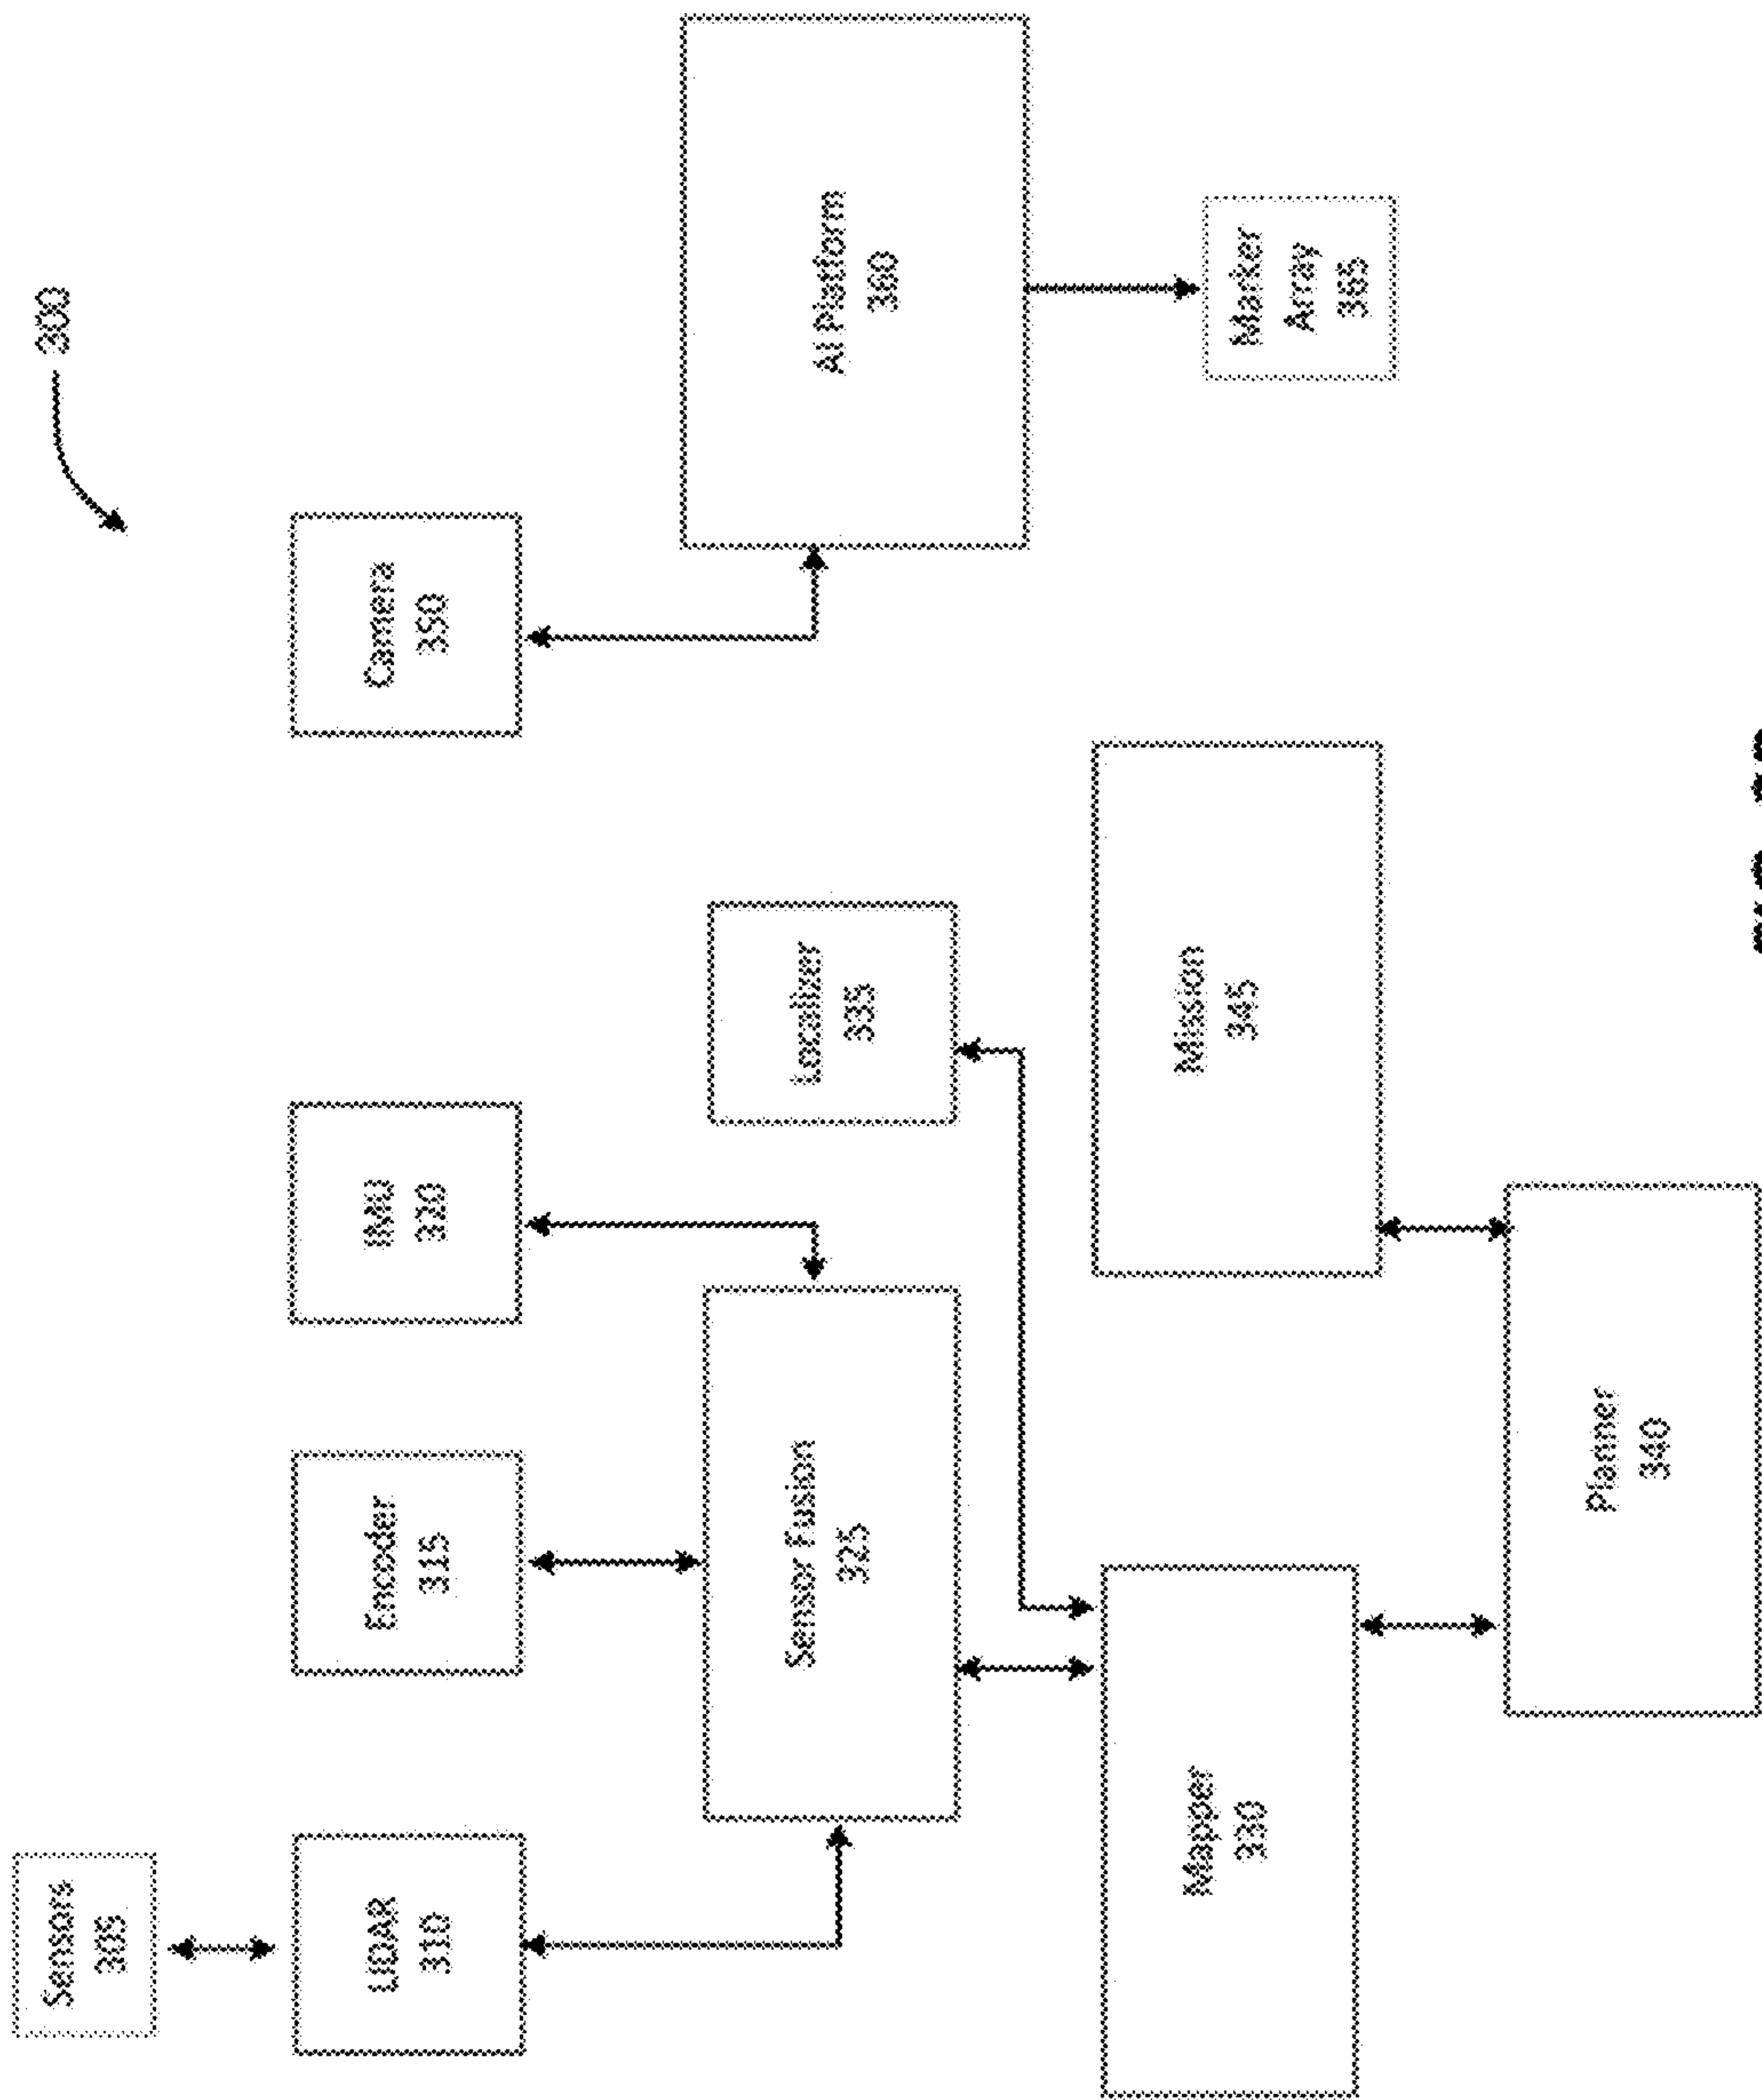 300
Sensors
305
LIDAR
310
Encoder
315
IMU
320
Camera
350
Sensor Fusion
325
Localizer
335
AI Platform
360
Mapper
330
Mission
345
Marker
Array
365
Planner
340